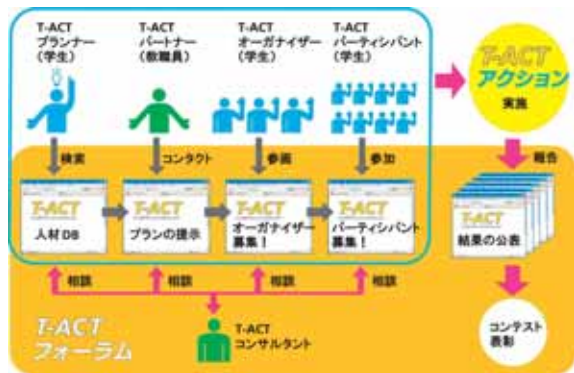 T-ACT
プランナー
(学生)
T-ACT
パートナー
(教職員)
T-ACT
オーガナイザー
(学生)
T-ACT
パーティシパント
(学生)
T-ACT
アクション
実施
検索
コンタクト
参画
参加
報告
T-ACT
人材DB
T-ACT
プランの提示
T-ACT
オーガナイザー
募集!
T-ACT
パーティシパント
募集!
T-ACT
結果の公表
相談
相談
相談
相談
T-ACT
フォーラム
T-ACT
コンサルタント
コンテスト
表彰